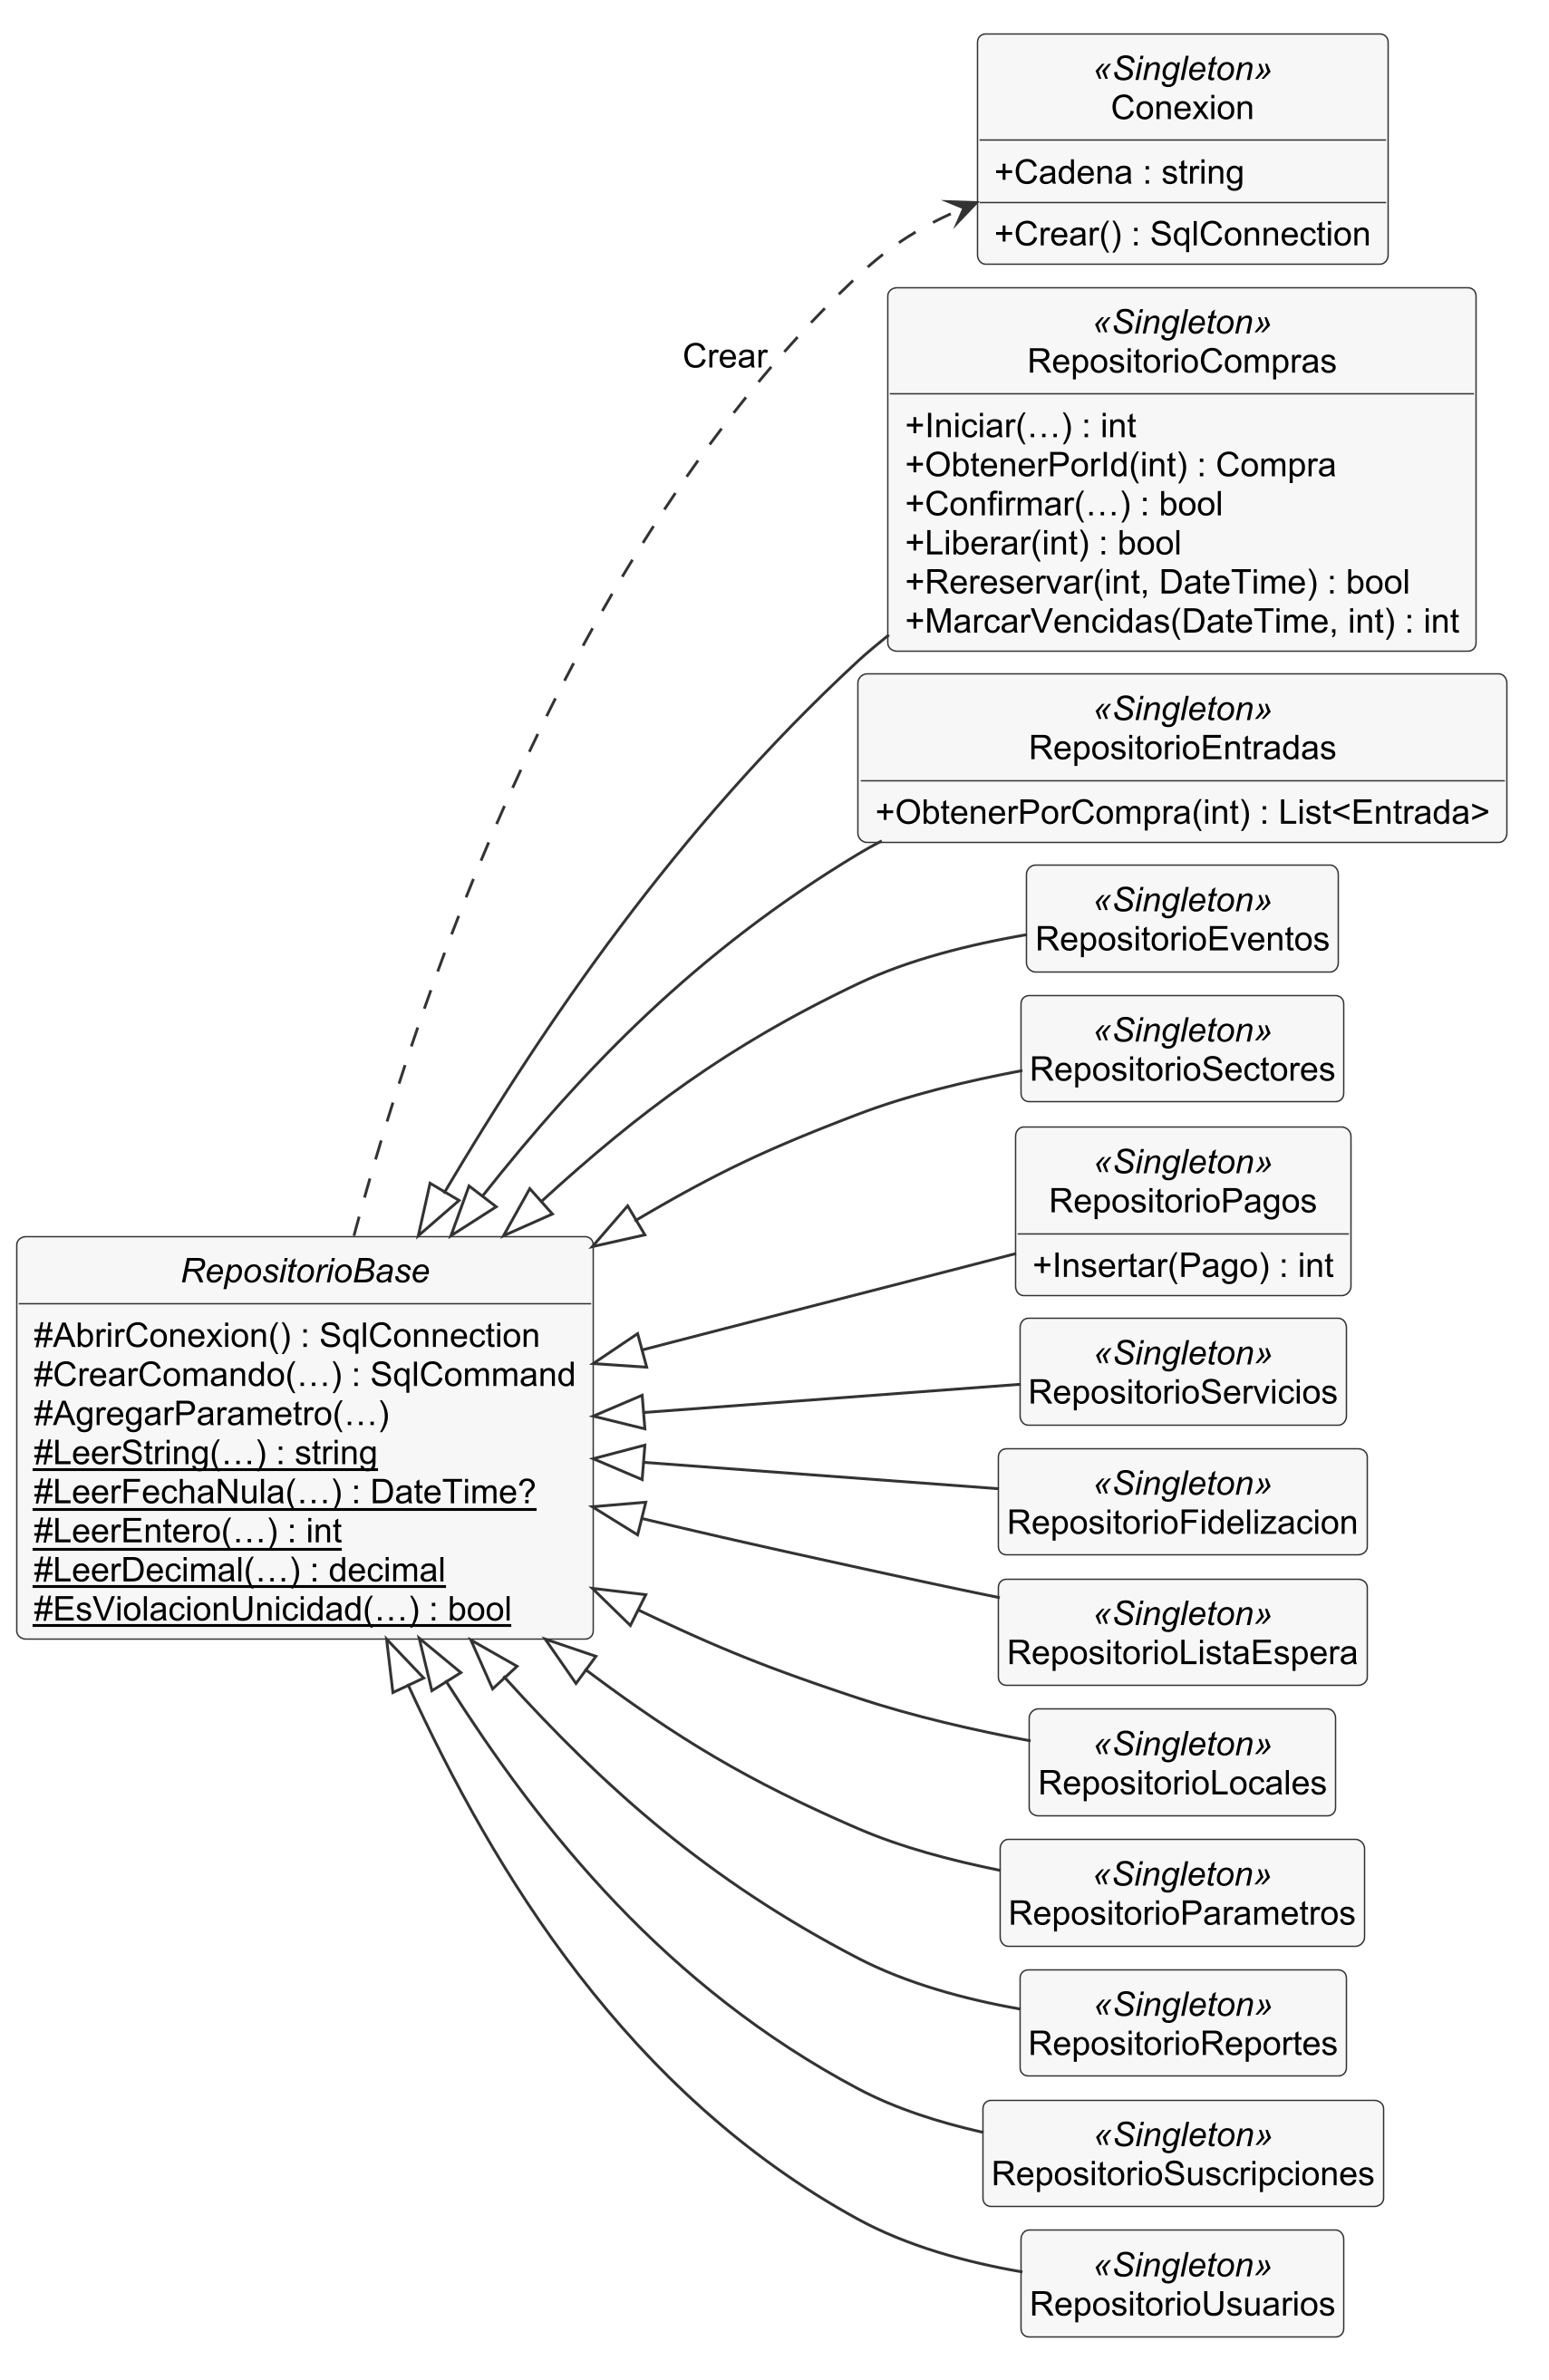 «Singleton»
Conexion
+Cadena : string
+Crear() : SqlConnection
Crear
«Singleton»
RepositorioCompras
+Iniciar(…) : int
+ObtenerPorId(int) : Compra
+Confirmar(…) : bool
+Liberar(int) : bool
+Rereservar(int, DateTime) : bool
+MarcarVencidas(DateTime, int) : int
«Singleton»
RepositorioEntradas
+ObtenerPorCompra(int) : List<Entrada>
«Singleton»
RepositorioEventos
«Singleton»
RepositorioSectores
«Singleton»
RepositorioPagos
+Insertar(Pago) : int
RepositorioBase
#AbrirConexion() : SqlConnection
#CrearComando(…) : SqlCommand
#AgregarParametro(…)
#LeerString(…) : string
#LeerFechaNula(…) : DateTime?
#LeerEntero(…) : int
#LeerDecimal(…) : decimal
#EsViolacionUnicidad(…) : bool
«Singleton»
RepositorioServicios
«Singleton»
RepositorioFidelizacion
«Singleton»
RepositorioListaEspera
«Singleton»
RepositorioLocales
«Singleton»
RepositorioParametros
«Singleton»
RepositorioReportes
«Singleton»
RepositorioSuscripciones
«Singleton»
RepositorioUsuarios